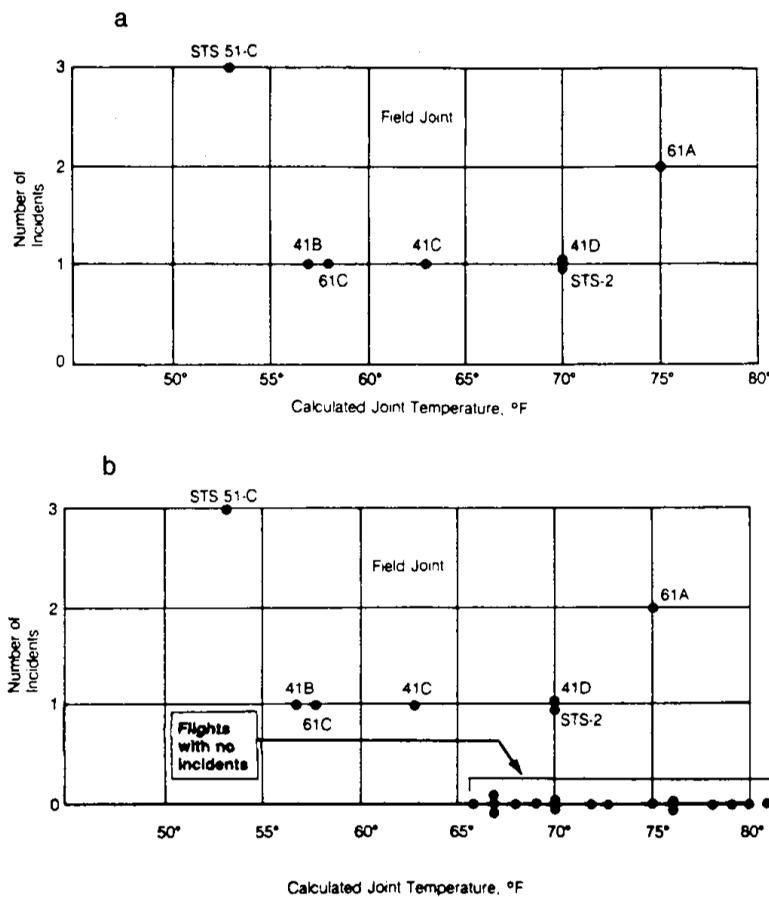 a
STS 51-C
3
Field Joint
61A
2
Number of
Incidents
41B
41C
41D
1
61C
STS-2
0
50° 55° 60° 65° 70° 75° 80°
Calculated Joint Temperature, °F
b
STS 51-C
3
Field Joint
61A
2
Number of
Incidents
41B
41C
41D
1
61C
STS-2
Flights
with no
incidents
0
50° 55° 60° 65° 70° 75° 80°
Calculated Joint Temperature, °F